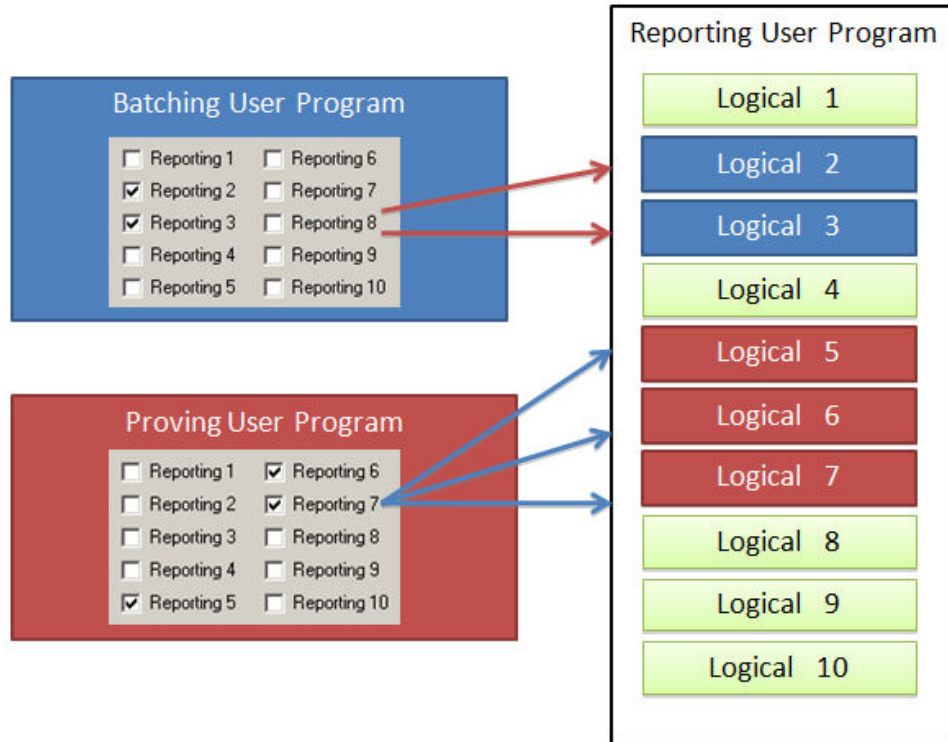 Batching User Program
Reporting 1 Reporting 6
Reporting 2 Reporting 7
Reporting 3 Reporting 8
Reporting 4 Reporting 9
Reporting 5 Reporting 10
Proving User Program
Reporting 1 Reporting 6
Reporting 2 Reporting 7
Reporting 3 Reporting 8
Reporting 4 Reporting 9
Reporting 5 Reporting 10
Reporting User Program
Logical 1
Logical 2
Logical 3
Logical 4
Logical 5
Logical 6
Logical 7
Logical 8
Logical 9
Logical 10